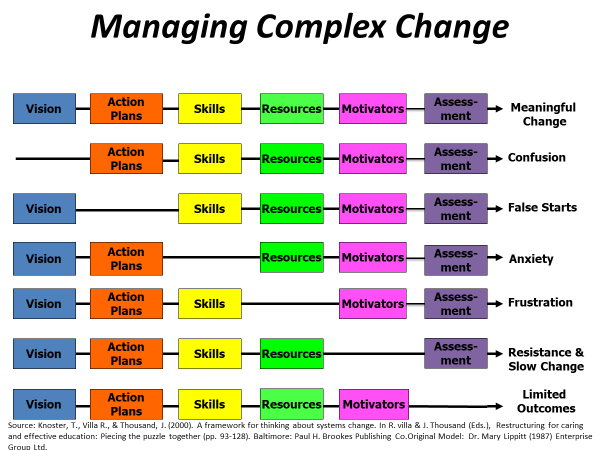 Managing Complex Change
Vision Action Plans Skills Resources Motivators Assess-ment Meaningful Change
Action Plans Skills Resources Motivators Assess-ment Confusion
Vision Skills Resources Motivators Assess-ment False Starts
Vision Action Plans Resources Motivators Assess-ment Anxiety
Vision Action Plans Skills Motivators Assess-ment Frustration
Vision Action Plans Skills Resources Assess-ment Resistance & Slow Change
Vision Action Plans Skills Resources Motivators Limited Outcomes
Source: Knoster, T., Villa R., & Thousand, J. (2000). A framework for thinking about systems change. In R. villa & J. Thousand (Eds.), Restructuring for caring
and effective education: Piecing the puzzle together (pp. 93-128). Baltimore: Paul H. Brookes Publishing Co.Original Model: Dr. Mary Lippitt (1987) Enterprise
Group Ltd.